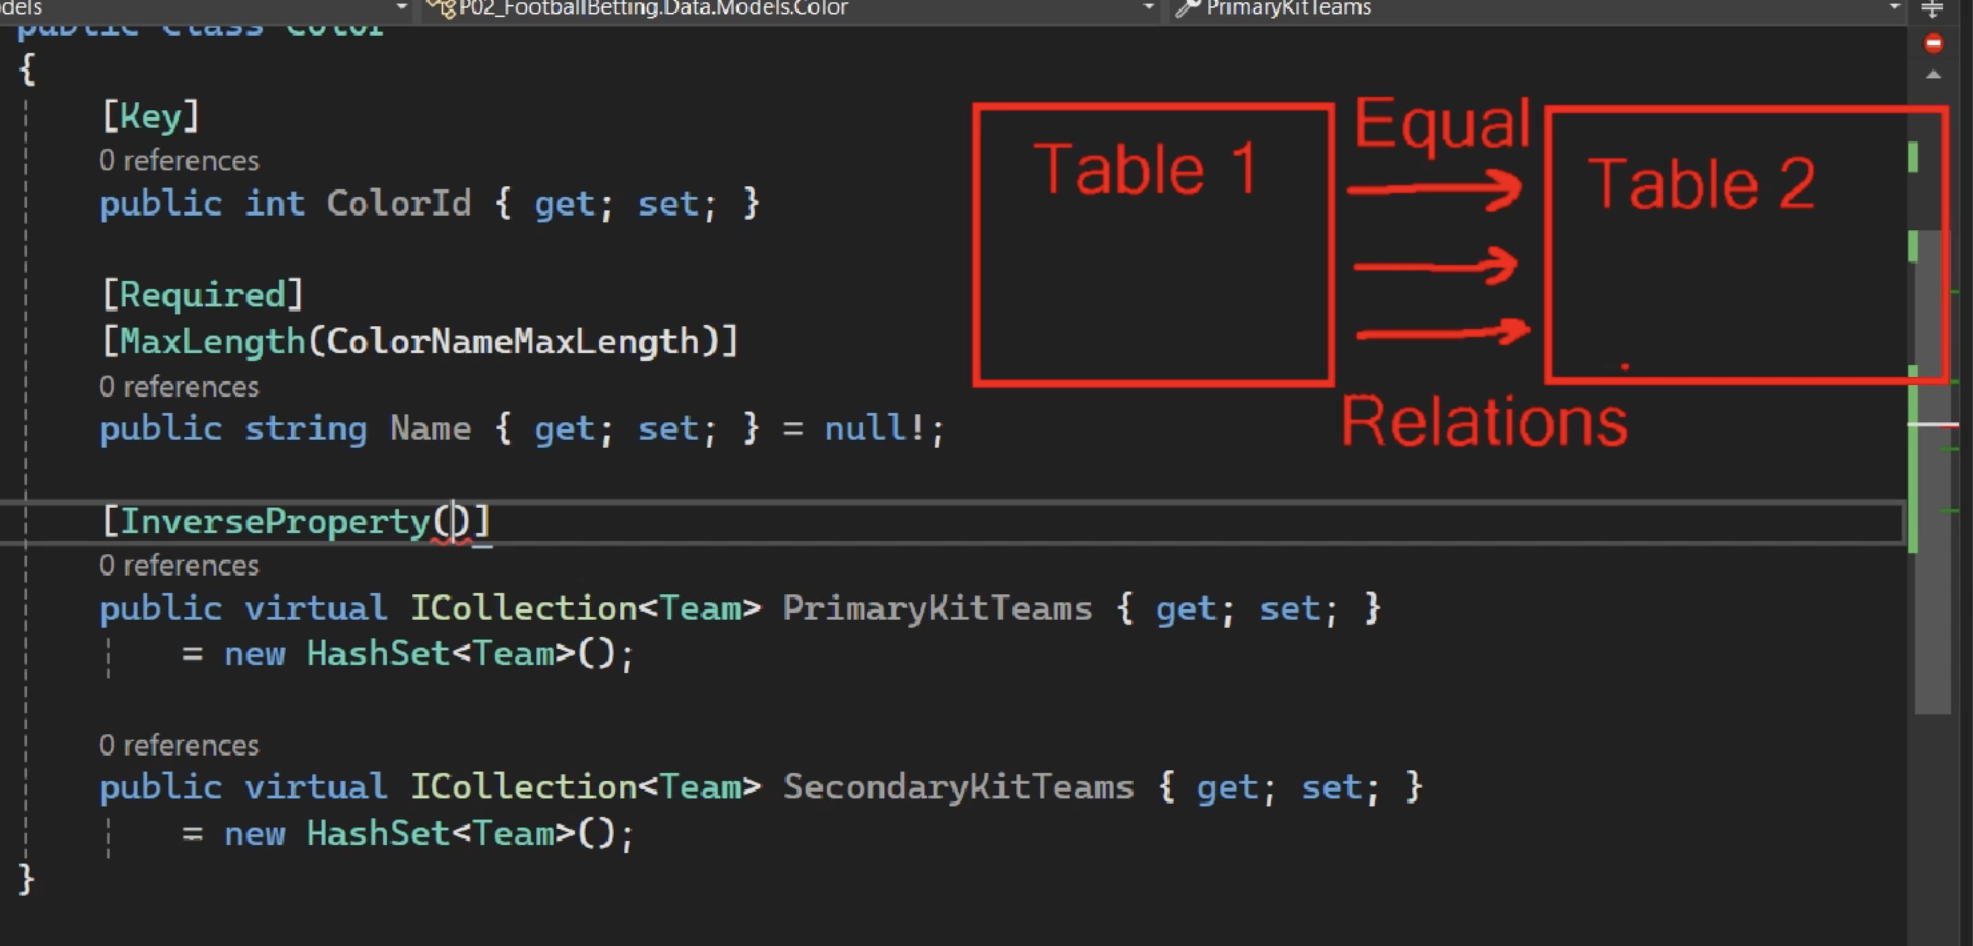 dels P02_FootballBetting.Data.Models.Color PrimaryKitTeams
public class Color
{
[Key]
0 references
public int ColorId { get; set; }
[Required]
[MaxLength(ColorNameMaxLength)]
0 references
public string Name { get; set; } = null!;
[InverseProperty()]
0 references
public virtual ICollection<Team> PrimaryKitTeams { get; set; }
= new HashSet<Team>();
0 references
public virtual ICollection<Team> SecondaryKitTeams { get; set; }
= new HashSet<Team>();
}
Table 1
Equal
Table 2
Relations